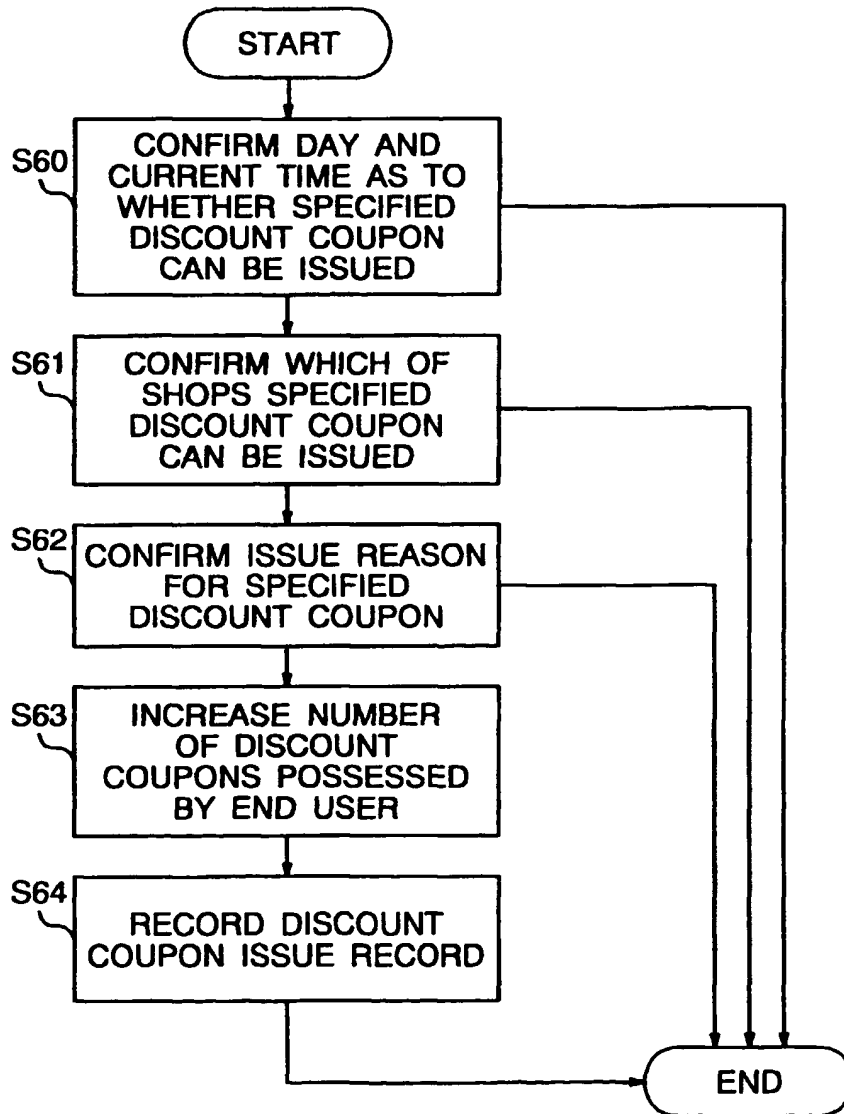 START
S60
CONFIRM DAY AND
CURRENT TIME AS TO
WHETHER SPECIFIED
DISCOUNT COUPON
CAN BE ISSUED
S61
CONFIRM WHICH OF
SHOPS SPECIFIED
DISCOUNT COUPON
CAN BE ISSUED
S62
CONFIRM ISSUE REASON
FOR SPECIFIED
DISCOUNT COUPON
S63
INCREASE NUMBER
OF DISCOUNT
COUPONS POSSESSED
BY END USER
S64
RECORD DISCOUNT
COUPON ISSUE RECORD
END